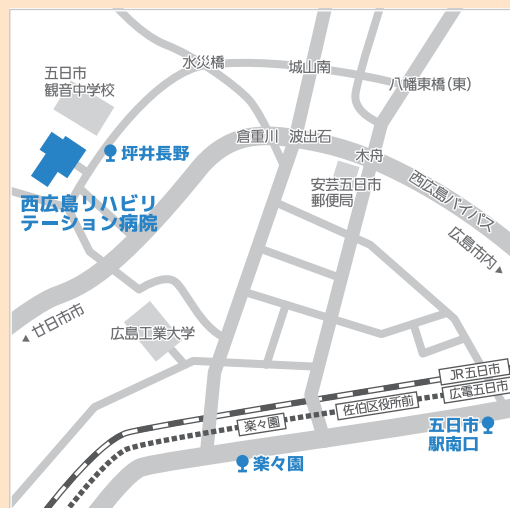 水災橋
城山南
八幡東橋(東)
五日市
観音中学校
倉重川
波出石
木舟
坪井長野
西広島リハビリ
テーション病院
安芸五日市
郵便局
西広島バイパス
広島市内
廿日市市
広島工業大学
JR五日市
広電五日市
佐伯区役所前
楽々園
五日市
駅南口
楽々園